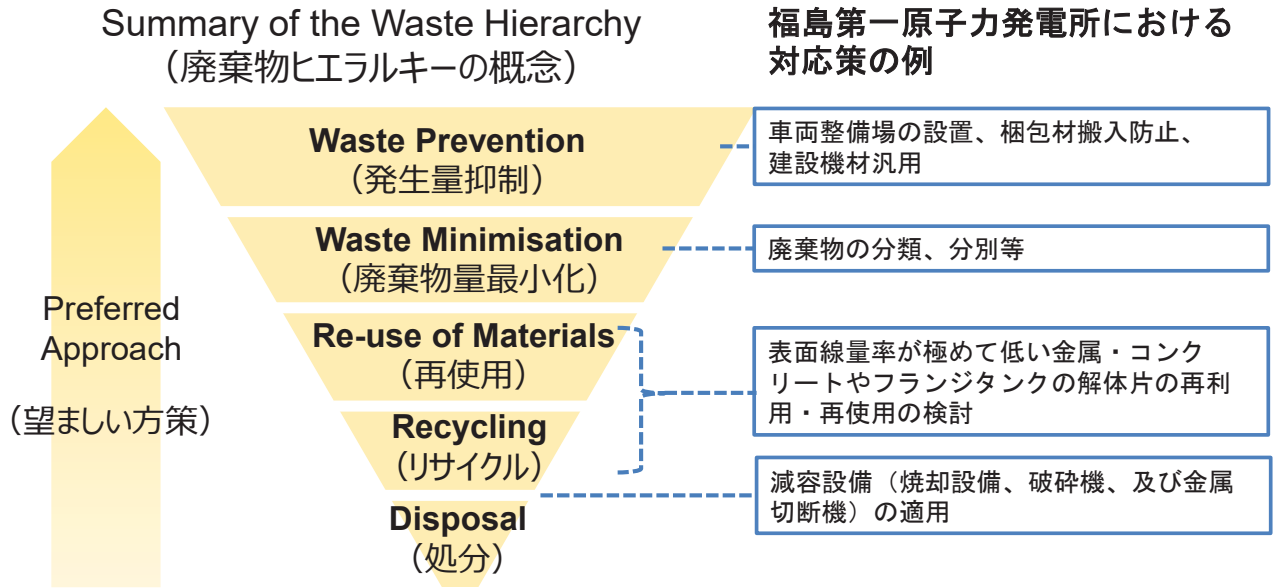 Summary of the Waste Hierarchy
（廃棄物ヒエラルキーの概念）
福島第一原子力発電所における
対応策の例
Preferred
Approach
（望ましい方策）
Waste Prevention
（発生量抑制）
車両整備場の設置、梱包材搬入防止、
建設機材汎用
Waste Minimisation
（廃棄物量最小化）
廃棄物の分類、分別等
Re-use of Materials
（再使用）
Recycling
（リサイクル）
表面線量率が極めて低い金属・コンク
リートやフランジタンクの解体片の再利
用・再使用の検討
Disposal
（処分）
減容設備（焼却設備、破砕機、及び金属
切断機）の適用